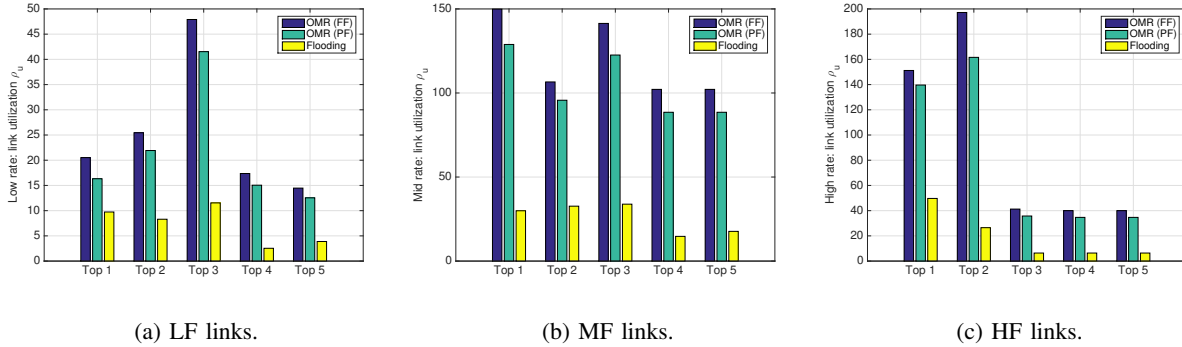 Low rate: link utilization ρ_u
50
45
40
35
30
25
20
15
10
5
0
OMR (FF)
OMR (PF)
Flooding
Top 1 Top 2 Top 3 Top 4 Top 5
(a) LF links.
Mid rate: link utilization ρ_u
150
100
50
0
OMR (FF)
OMR (PF)
Flooding
Top 1 Top 2 Top 3 Top 4 Top 5
(b) MF links.
High rate: link utilization ρ_u
200
180
160
140
120
100
80
60
40
20
0
OMR (FF)
OMR (PF)
Flooding
Top 1 Top 2 Top 3 Top 4 Top 5
(c) HF links.